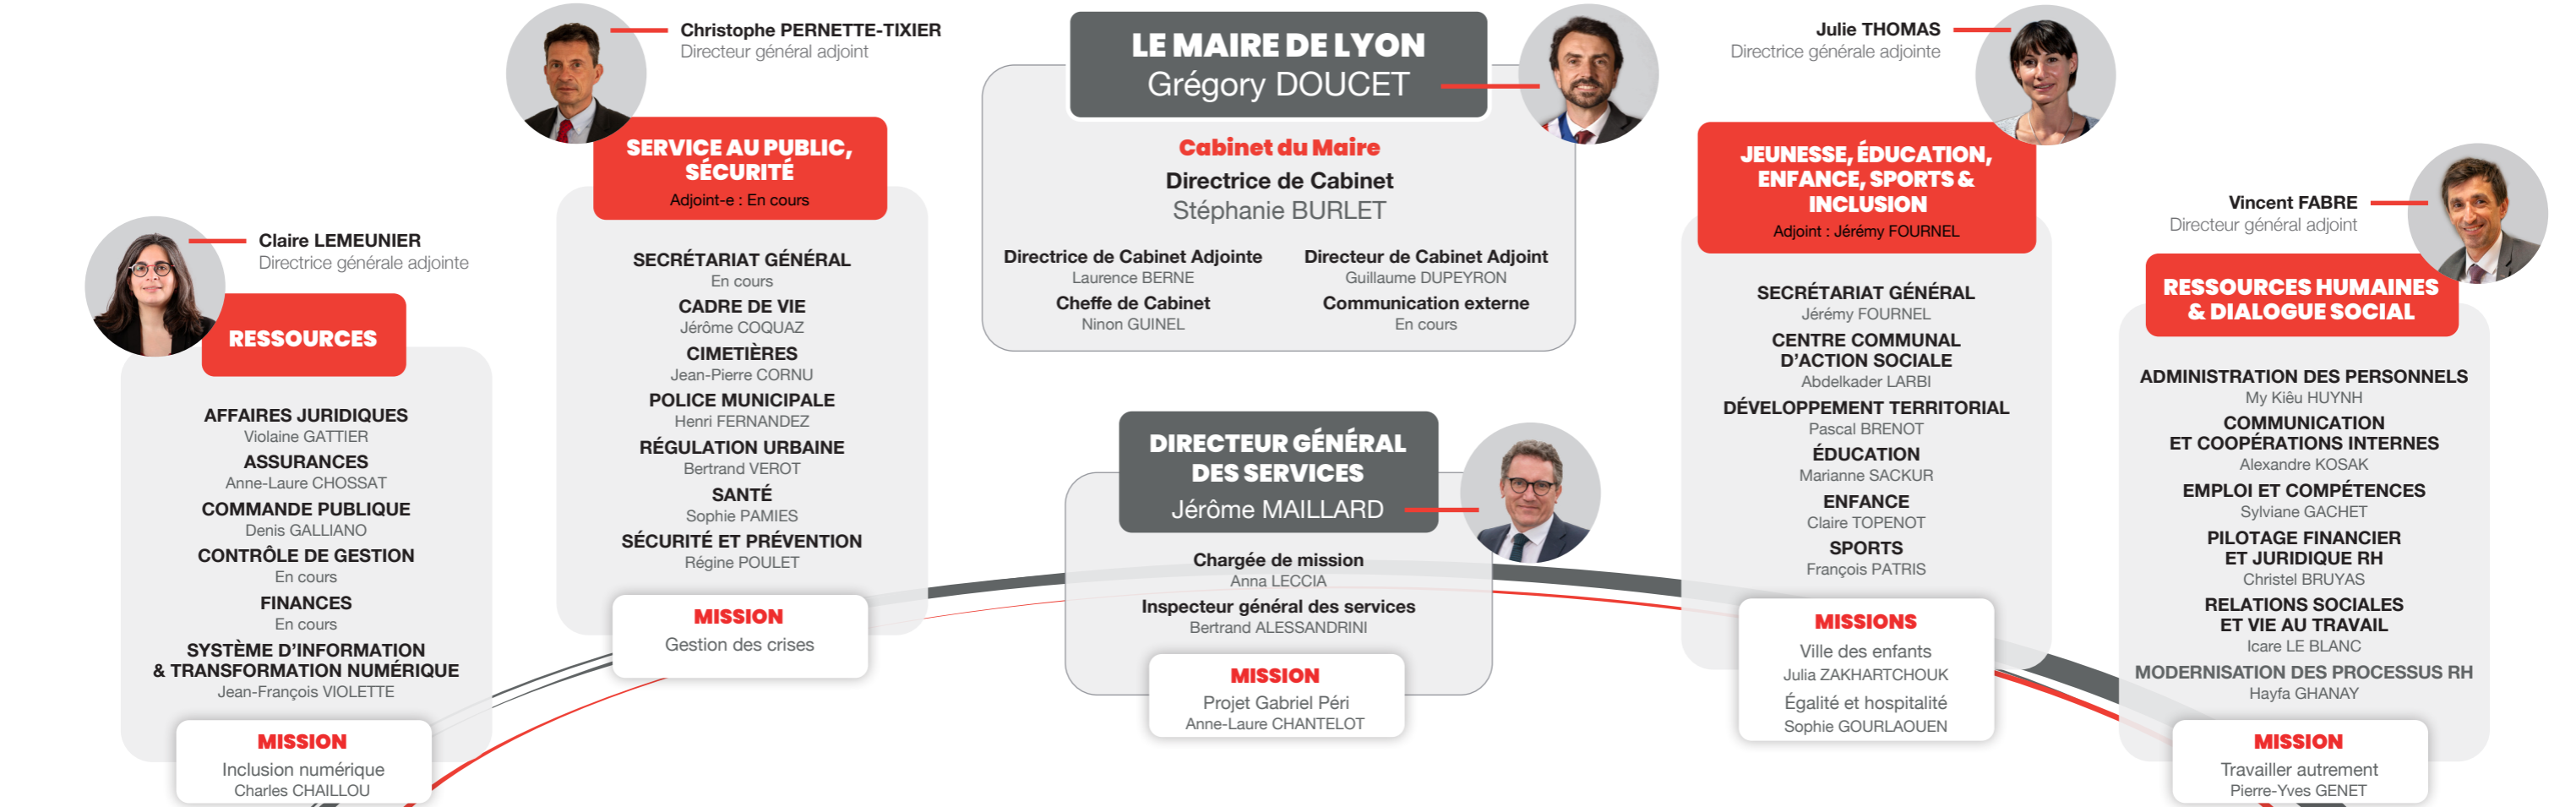 Claire LEMEUNIER
Directrice générale adjointe
RESSOURCES
AFFAIRES JURIDIQUES
Violaine GATTIER
ASSURANCES
Anne-Laure CHOSSAT
COMMANDE PUBLIQUE
Denis GALLIANO
CONTRÔLE DE GESTION
En cours
FINANCES
En cours
SYSTÈME D’INFORMATION
& TRANSFORMATION NUMÉRIQUE
Jean-François VIOLETTE
MISSION
Inclusion numérique
Charles CHAILLOU
Christophe PERNETTE-TIXIER
Directeur général adjoint
SERVICE AU PUBLIC,
SÉCURITÉ
Adjoint-e : En cours
SECRÉTARIAT GÉNÉRAL
En cours
CADRE DE VIE
Jérôme COQUAZ
CIMETIÈRES
Jean-Pierre CORNU
POLICE MUNICIPALE
Henri FERNANDEZ
RÉGULATION URBAINE
Bertrand VEROT
SANTÉ
Sophie PAMIES
SÉCURITÉ ET PRÉVENTION
Régine POULET
MISSION
Gestion des crises
LE MAIRE DE LYON
Grégory DOUCET
Cabinet du Maire
Directrice de Cabinet
Stéphanie BURLET
Directrice de Cabinet Adjointe
Laurence BERNE
Cheffe de Cabinet
Ninon GUINEL
Directeur de Cabinet Adjoint
Guillaume DUPEYRON
Communication externe
En cours
DIRECTEUR GÉNÉRAL
DES SERVICES
Jérôme MAILLARD
Chargée de mission
Anna LECCIA
Inspecteur général des services
Bertrand ALESSANDRINI
MISSION
Projet Gabriel Péri
Anne-Laure CHANTELOT
Julie THOMAS
Directrice générale adjointe
JEUNESSE, ÉDUCATION,
ENFANCE, SPORTS &
INCLUSION
Adjoint : Jérémy FOURNEL
SECRÉTARIAT GÉNÉRAL
Jérémy FOURNEL
CENTRE COMMUNAL
D’ACTION SOCIALE
Abdelkader LARBI
DÉVELOPPEMENT TERRITORIAL
Pascal BRENOT
ÉDUCATION
Marianne SACKUR
ENFANCE
Claire TOPENOT
SPORTS
François PATRIS
MISSIONS
Ville des enfants
Julia ZAKHARTCHOUK
Égalité et hospitalité
Sophie GOURLAOUEN
Vincent FABRE
Directeur général adjoint
RESSOURCES HUMAINES
& DIALOGUE SOCIAL
ADMINISTRATION DES PERSONNELS
My Kiêu HUYNH
COMMUNICATION
ET COOPÉRATIONS INTERNES
Alexandre KOSAK
EMPLOI ET COMPÉTENCES
Sylviane GACHET
PILOTAGE FINANCIER
ET JURIDIQUE RH
Christel BRUYAS
RELATIONS SOCIALES
ET VIE AU TRAVAIL
Icare LE BLANC
MODERNISATION DES PROCESSUS RH
Hayfa GHANAY
MISSION
Travailler autrement
Pierre-Yves GENET